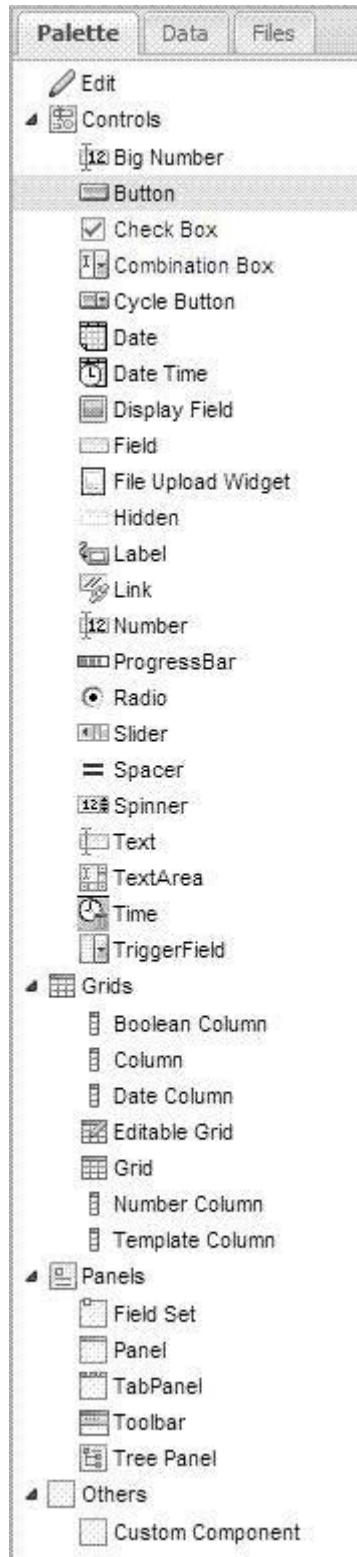 Palette Data Files
Edit
Controls
Big Number
Button
Check Box
Combination Box
Cycle Button
Date
Date Time
Display Field
Field
File Upload Widget
Hidden
Label
Link
Number
ProgressBar
Radio
Slider
Spacer
Spinner
Text
TextArea
Time
TriggerField
Grids
Boolean Column
Column
Date Column
Editable Grid
Grid
Number Column
Template Column
Panels
Field Set
Panel
TabPanel
Toolbar
Tree Panel
Others
Custom Component